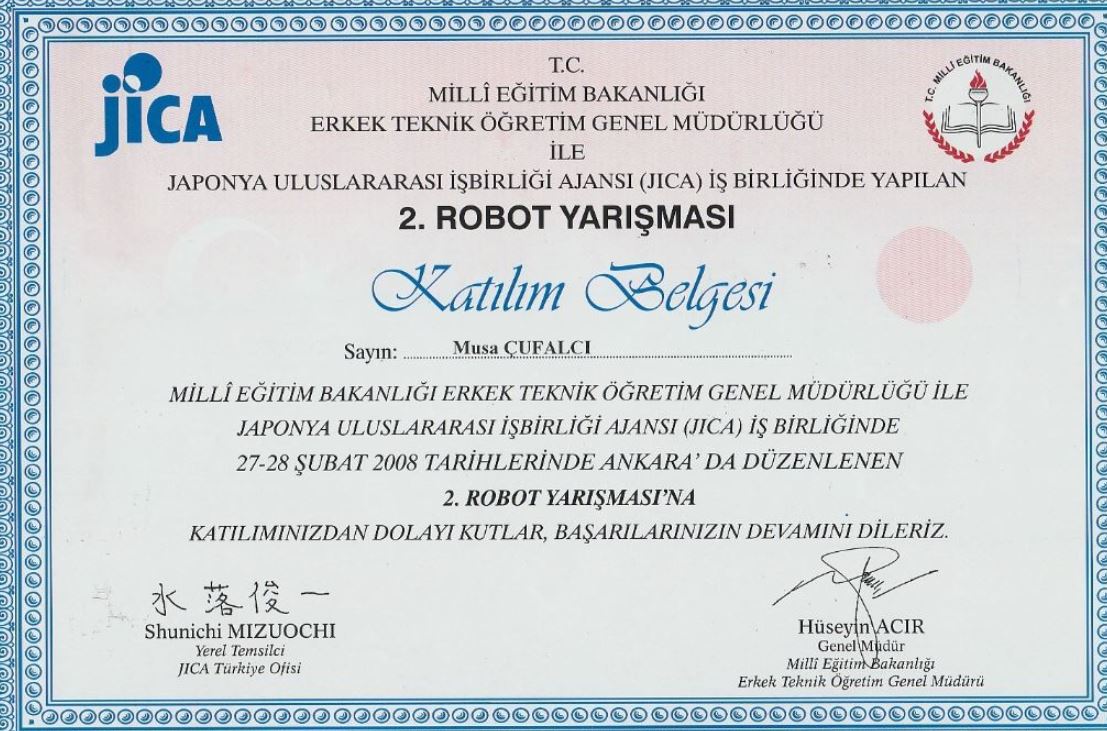 jICA
T.C.
MİLLÎ EĞİTİM BAKANLIĞI
ERKEK TEKNİK ÖĞRETİM GENEL MÜDÜRLÜĞÜ
İLE
JAPONYA ULUSLARARASI İŞBİRLİĞİ AJANSI (JICA) İŞ BİRLİĞİNDE YAPILAN
T.C. MİLLÎ EĞİTİM BAKANLIĞI
2. ROBOT YARIŞMASI
Katılım Belgesi
Sayın: Musa ÇUFALCI
MİLLÎ EĞİTİM BAKANLIĞI ERKEK TEKNİK ÖĞRETİM GENEL MÜDÜRLÜĞÜ İLE
JAPONYA ULUSLARARASI İŞBİRLİĞİ AJANSI (JICA) İŞ BİRLİĞİNDE
27-28 ŞUBAT 2008 TARİHLERİNDE ANKARA' DA DÜZENLENEN
2. ROBOT YARIŞMASI'NA
KATILIMINIZDAN DOLAYI KUTLAR, BAŞARILARINIZIN DEVAMINI DİLERİZ.
水落俊一
Shunichi MIZUOCHI
Yerel Temsilci
JICA Türkiye Ofisi
Hüseyin ACIR
Genel Müdür
Millî Eğitim Bakanlığı
Erkek Teknik Öğretim Genel Müdürü